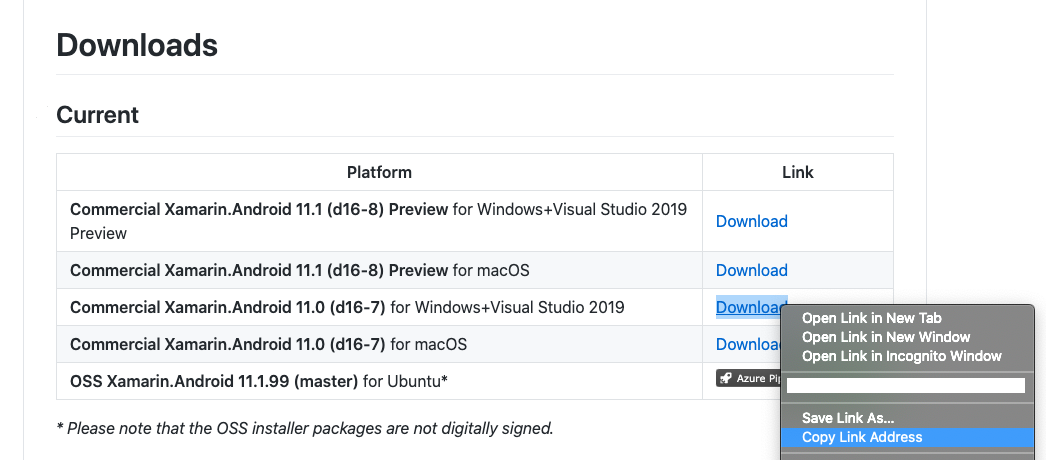 Downloads
Current
Platform Link
Commercial Xamarin.Android 11.1 (d16-8) Preview for Windows+Visual Studio 2019
Preview
Download
Commercial Xamarin.Android 11.1 (d16-8) Preview for macOS Download
Commercial Xamarin.Android 11.0 (d16-7) for Windows+Visual Studio 2019 Download
Commercial Xamarin.Android 11.0 (d16-7) for macOS
OSS Xamarin.Android 11.1.99 (master) for Ubuntu* Azure
* Please note that the OSS installer packages are not digitally signed.
Open Link in New Tab
Open Link in New Window
Open Link in Incognito Window
Save Link As...
Copy Link Address